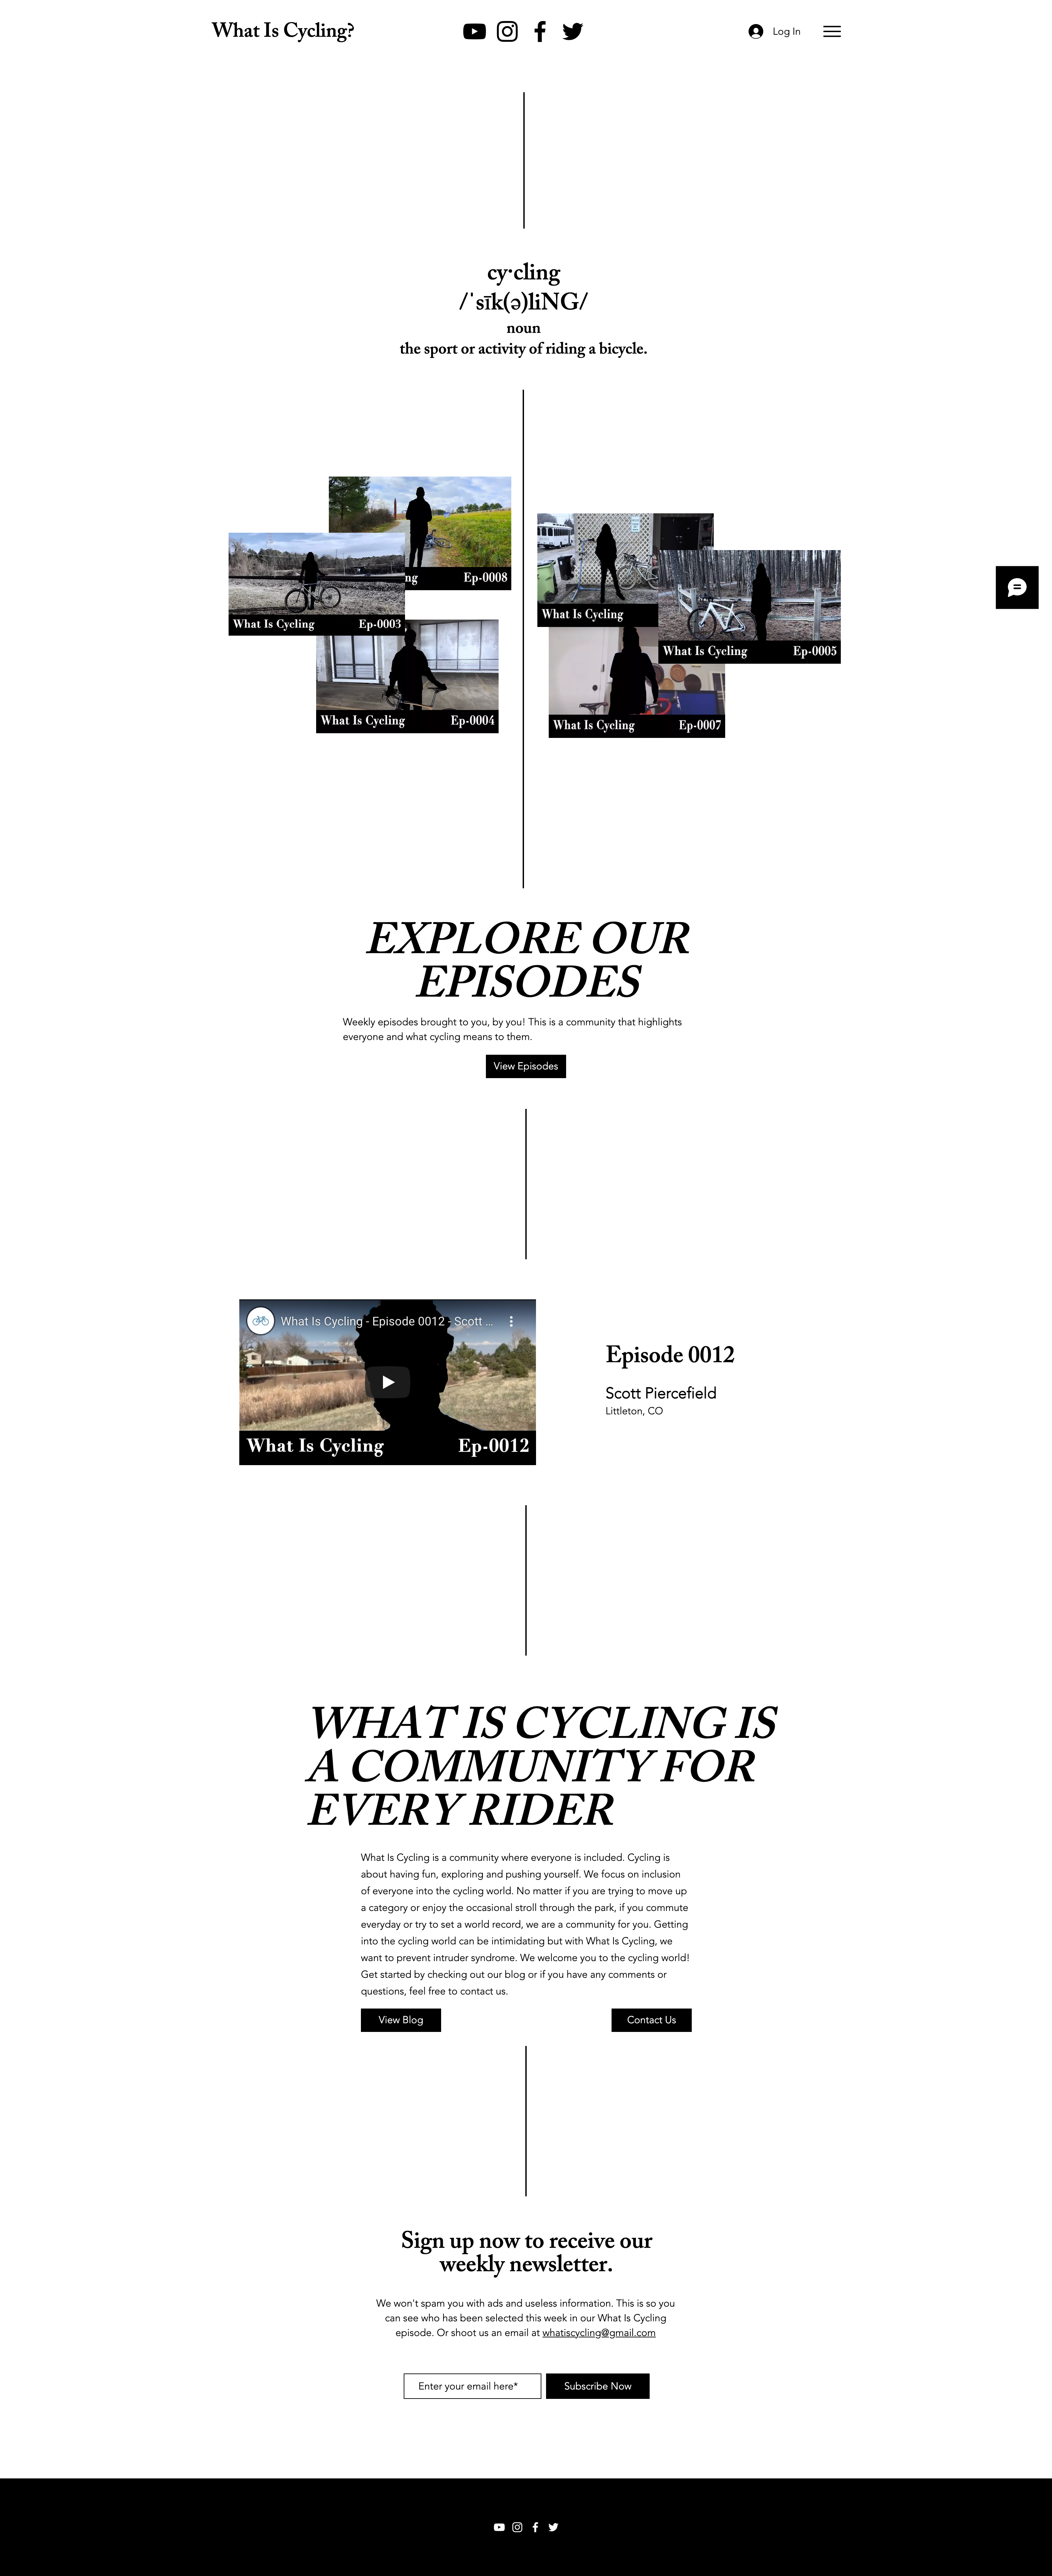 What Is Cycling?
Log In
cy·cling
/ˈsīk(ə)liNG/
noun
the sport or activity of riding a bicycle.
ng Ep-0008
What Is Cycling Ep-0003
What Is Cycling Ep-0004
What Is Cycling
What Is Cycling Ep-0005
What Is Cycling Ep-0007
EXPLORE OUR
EPISODES
Weekly episodes brought to you, by you! This is a community that highlights
everyone and what cycling means to them.
View Episodes
What Is Cycling - Episode 0012 - Scott ...
What Is Cycling Ep-0012
Episode 0012
Scott Piercefield
Littleton, CO
WHAT IS CYCLING IS
A COMMUNITY FOR
EVERY RIDER
What Is Cycling is a community where everyone is included. Cycling is
about having fun, exploring and pushing yourself. We focus on inclusion
of everyone into the cycling world. No matter if you are trying to move up
a category or enjoy the occasional stroll through the park, if you commute
everyday or try to set a world record, we are a community for you. Getting
into the cycling world can be intimidating but with What Is Cycling, we
want to prevent intruder syndrome. We welcome you to the cycling world!
Get started by checking out our blog or if you have any comments or
questions, feel free to contact us.
View Blog
Contact Us
Sign up now to receive our
weekly newsletter.
We won't spam you with ads and useless information. This is so you
can see who has been selected this week in our What Is Cycling
episode. Or shoot us an email at whatiscycling@gmail.com
Enter your email here*
Subscribe Now